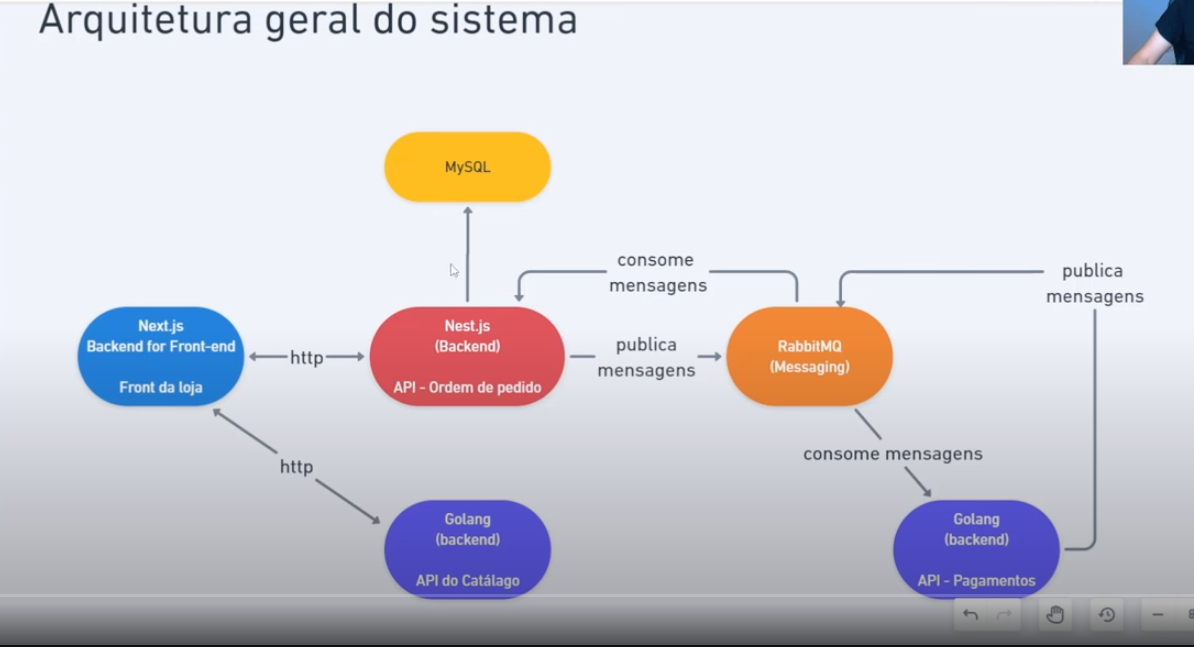 Arquitetura geral do sistema
MySQL
consome
mensagens
publica
mensagens
Next.js
Backend for Front-end
Front da loja
http
Nest.js
(Backend)
API - Ordem de pedido
publica
mensagens
RabbitMQ
(Messaging)
http
consome mensagens
Golang
(backend)
API do Catálago
Golang
(backend)
API - Pagamentos
8